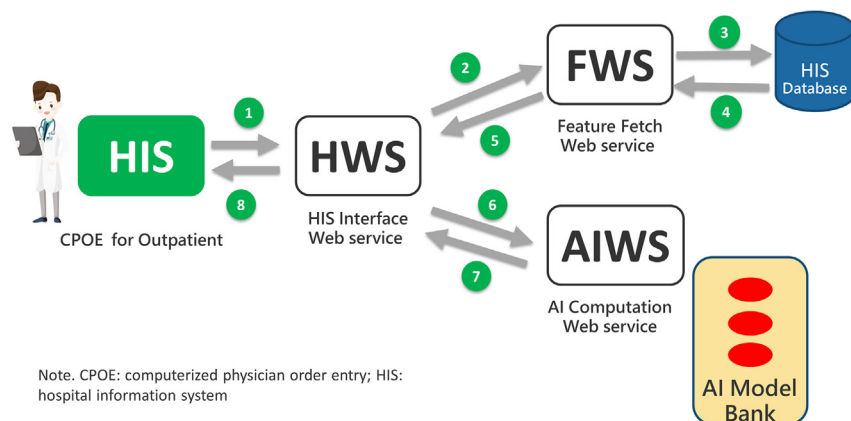 3
FWS
2
HIS
Database
4
1
5
Feature Fetch
Web service
HIS
HWS
8
6
HIS Interface
Web service
CPOE for Outpatient
AIWS
7
AI Computation
Web service
Note. CPOE: computerized physician order entry; HIS:
hospital information system
AI Model
Bank